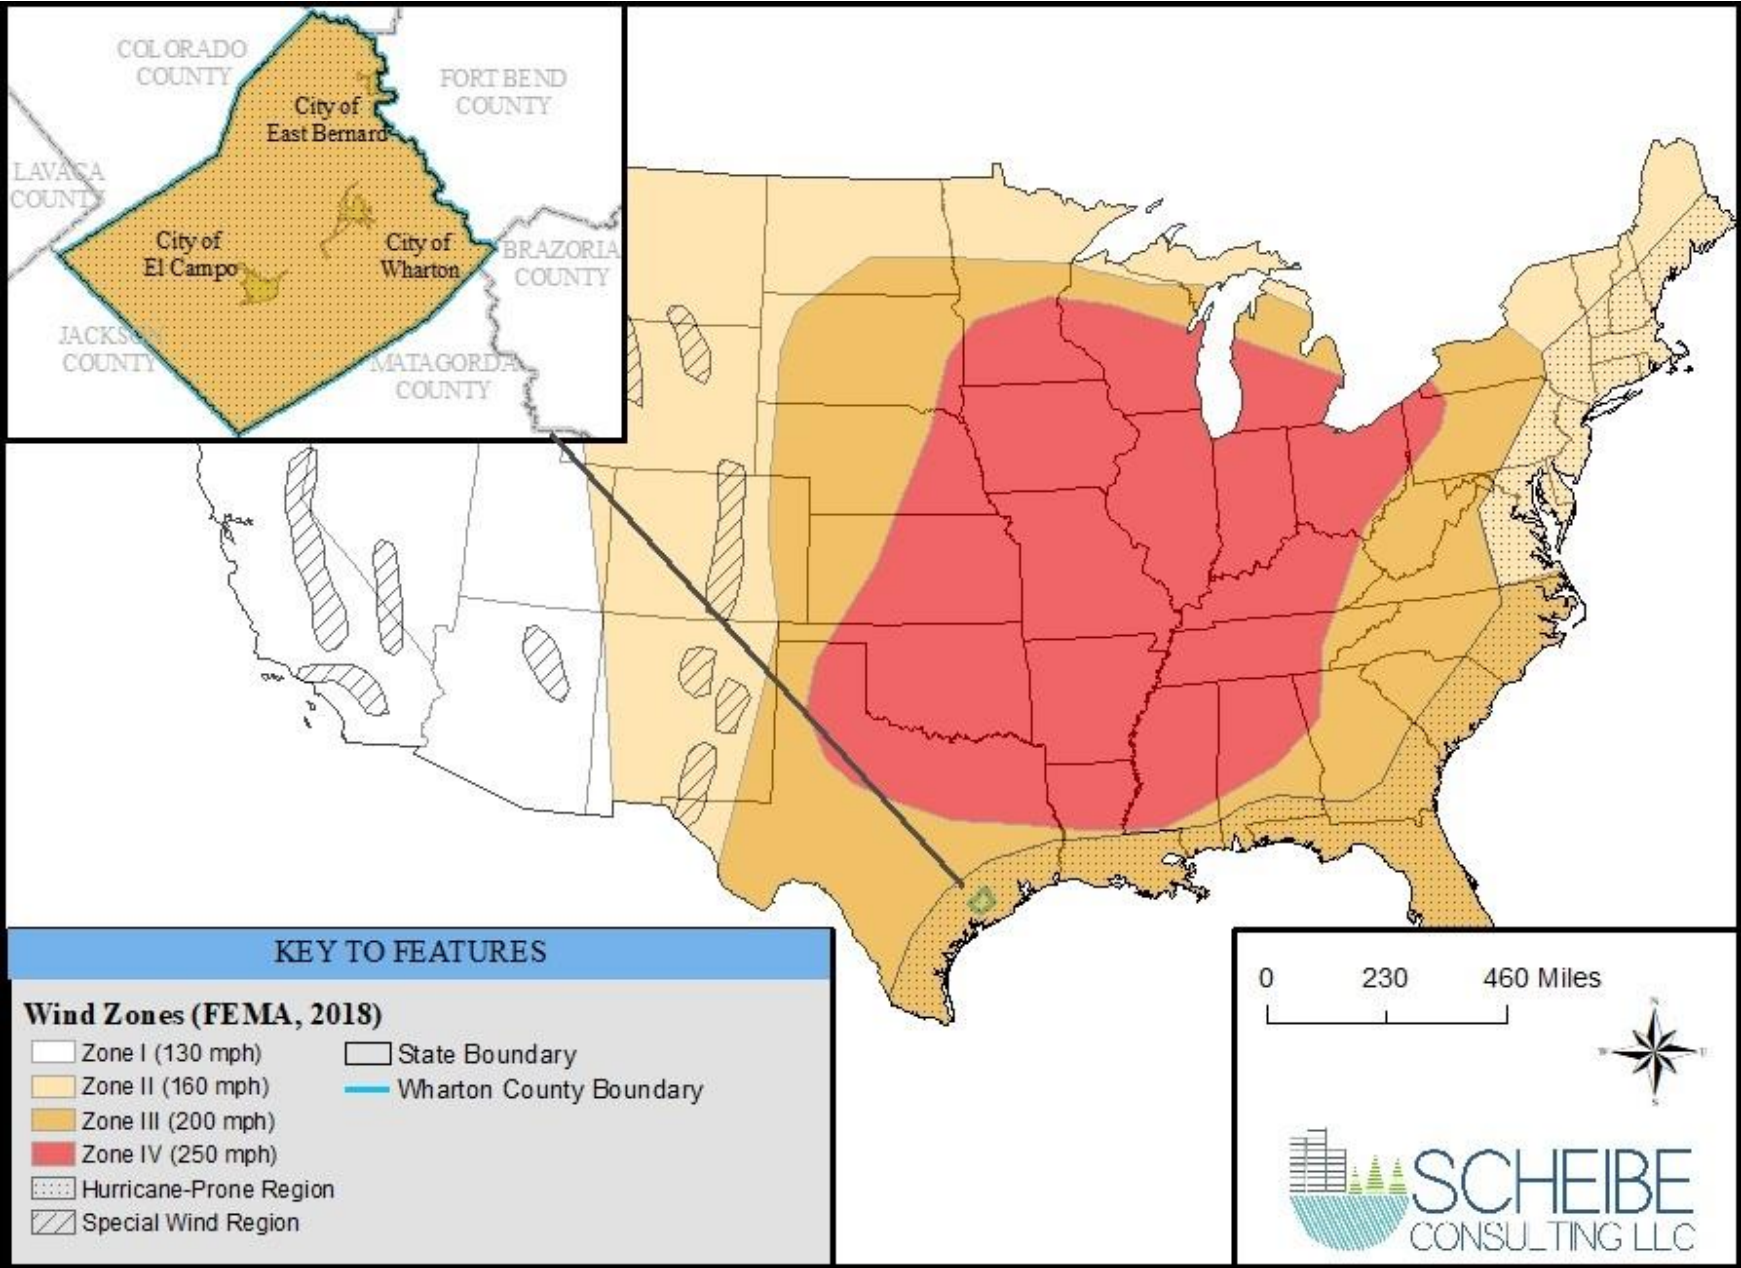 COLORADO
COUNTY
FORT BEND
COUNTY
City of
East Bernard
LAVACA
COUNTY
City of
El Campo
City of
Wharton
BRAZORIA
COUNTY
JACKSON
COUNTY
MATAGORDA
COUNTY
KEY TO FEATURES
Wind Zones (FEMA, 2018)
Zone I (130 mph)
Zone II (160 mph)
Zone III (200 mph)
Zone IV (250 mph)
Hurricane-Prone Region
Special Wind Region
State Boundary
Wharton County Boundary
0 230 460 Miles
N
W
S
SCHEIBE
CONSULTING LLC